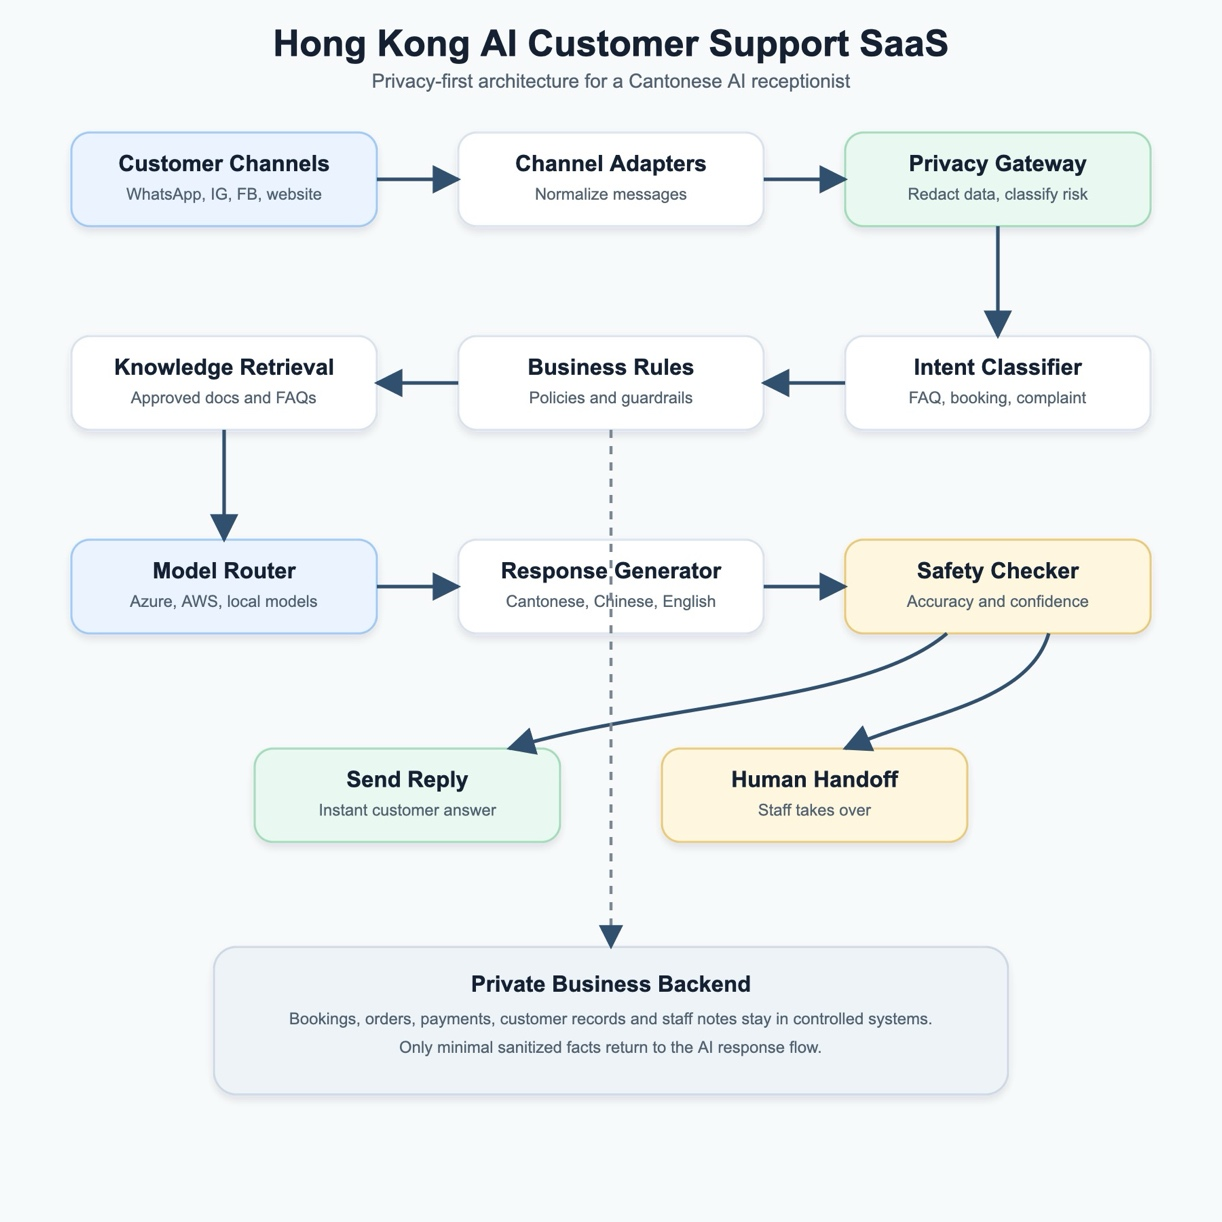 Hong Kong AI Customer Support SaaS
Privacy-first architecture for a Cantonese AI receptionist
Customer Channels
WhatsApp, IG, FB, website
Channel Adapters
Normalize messages
Privacy Gateway
Redact data, classify risk
Knowledge Retrieval
Approved docs and FAQs
Business Rules
Policies and guardrails
Intent Classifier
FAQ, booking, complaint
Model Router
Azure, AWS, local models
Response Generator
Cantonese, Chinese, English
Safety Checker
Accuracy and confidence
Send Reply
Instant customer answer
Human Handoff
Staff takes over
Private Business Backend
Bookings, orders, payments, customer records and staff notes stay in controlled systems.
Only minimal sanitized facts return to the AI response flow.